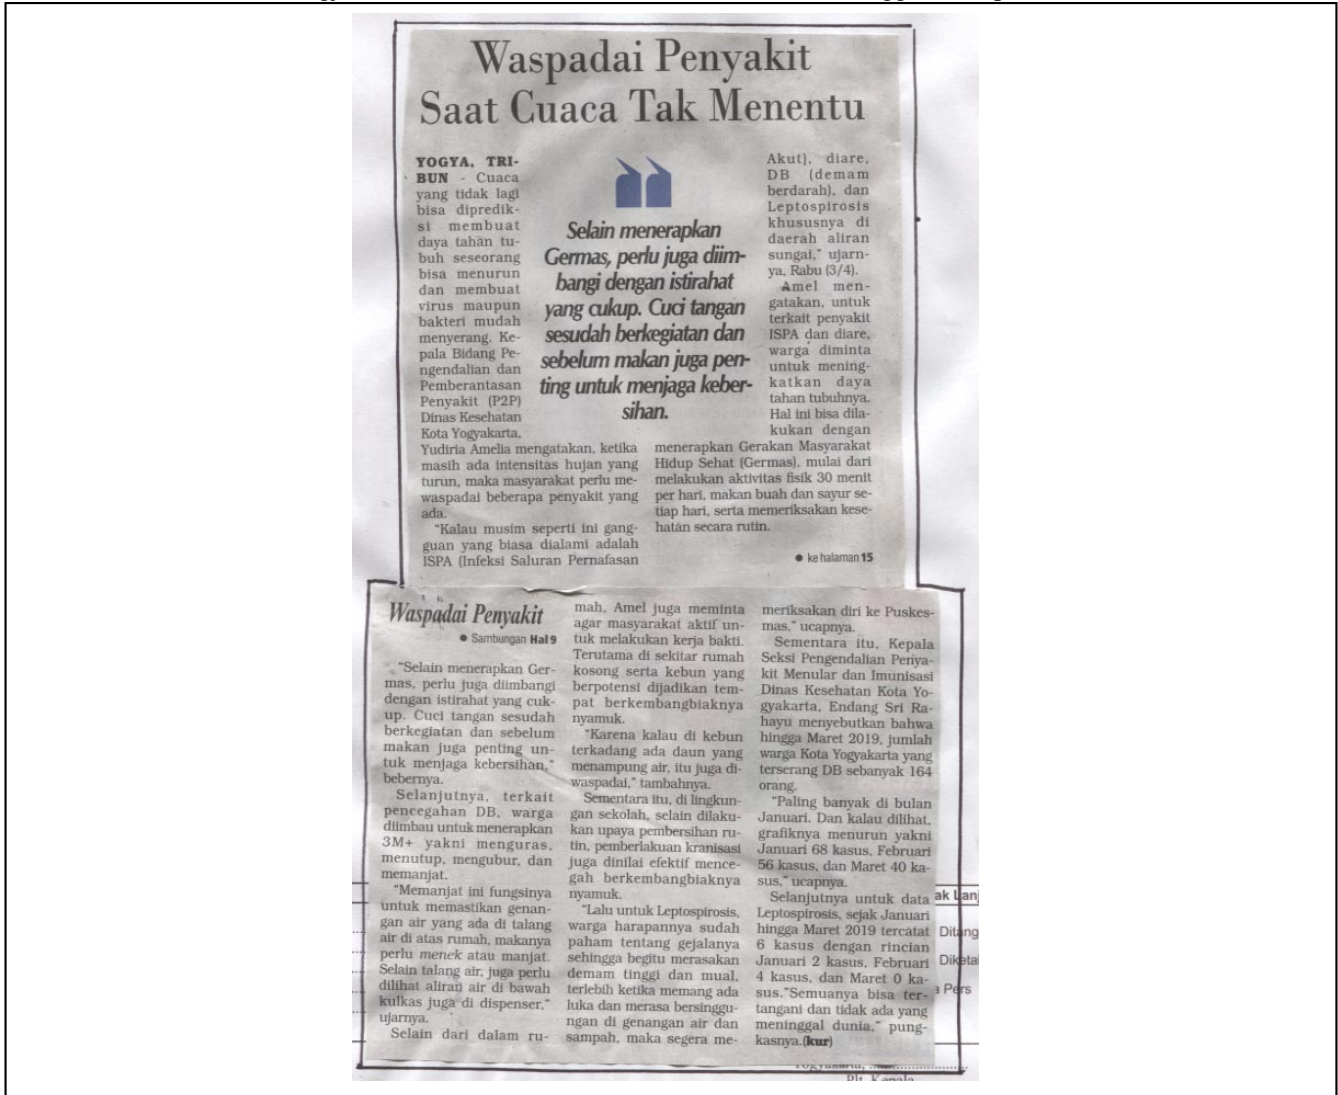 Waspadai Penyakit
Saat Cuaca Tak Menentu
YOGYA, TRI-
BUN - Cuaca
yang tidak lagi
bisa dipredik-
si membuat
daya tahan tu-
buh seseorang
bisa menurun
dan membuat
virus maupun
bakteri mudah
menyerang. Ke-
pala Bidang Pe-
ngendalian dan
Pemberantasan
Penyakit (P2P)
Dinas Kesehatan
Kota Yogyakarta,
Yudiria Amelia mengatakan, ketika
masih ada intensitas hujan yang
turun, maka masyarakat perlu me-
waspadai beberapa penyakit yang
ada.
"Kalau musim seperti ini gang-
guan yang biasa dialami adalah
ISPA (Infeksi Saluran Pernafasan
Selain menerapkan
Germas, perlu juga diim-
bangi dengan istirahat
yang cukup. Cuci tangan
sesudah berkegiatan dan
sebelum makan juga pen-
ting untuk menjaga keber-
sihan.
Akut), diare,
DB (demam
berdarah), dan
Leptospirosis
khususnya di
daerah aliran
sungai," ujarn-
ya, Rabu (3/4).
Amel men-
gatakan, untuk
terkait penyakit
ISPA dan diare,
warga diminta
untuk mening-
katkan daya
tahan tubuhnya.
Hal ini bisa dila-
kukan dengan
menerapkan Gerakan Masyarakat
Hidup Sehat (Germas), mulai dari
melakukan aktivitas fisik 30 menit
per hari, makan buah dan sayur se-
tiap hari, serta memeriksakan kese-
hatan secara rutin.
● ke halaman 15
Waspadai Penyakit
● Sambungan Hal 9
"Selain menerapkan Ger-
mas, perlu juga diimbangi
dengan istirahat yang cuk-
up. Cuci tangan sesudah
berkegiatan dan sebelum
makan juga penting un-
tuk menjaga kebersihan,"
bebernya.
Selanjutnya, terkait
pencegahan DB, warga
diimbau untuk menerapkan
3M+ yakni menguras,
menutup, mengubur, dan
memanjat.
"Memanjat ini fungsinya
untuk memastikan genan-
gan air yang ada di talang
air di atas rumah, makanya
perlu menek atau manjat.
Selain talang air, juga perlu
dilihat aliran air di bawah
kulkas juga di dispenser,"
ujarnya.
Selain dari dalam ru-
mah, Amel juga meminta
agar masyarakat aktif un-
tuk melakukan kerja bakti.
Terutama di sekitar rumah
kosong serta kebun yang
berpotensi dijadikan tem-
pat berkembangbiaknya
nyamuk.
"Karena kalau di kebun
terkadang ada daun yang
menampung air, itu juga di-
waspadai," tambahnya.
Sementara itu, di lingkun-
gan sekolah, selain dilaku-
kan upaya pembersihan ru-
tin, pemberlakuan kranisasi
juga dinilai efektif mence-
gah berkembangbiaknya
nyamuk.
"Lalu untuk Leptospirosis,
warga harapannya sudah
paham tentang gejalanya
sehingga begitu merasakan
demam tinggi dan mual,
terlebih ketika memang ada
luka dan merasa bersinggu-
ngan di genangan air dan
sampah, maka segera me-
meriksakan diri ke Puskes-
mas," ucapnya.
Sementara itu, Kepala
Seksi Pengendalian Penya-
kit Menular dan Imunisasi
Dinas Kesehatan Kota Yo-
gyakarta, Endang Sri Ra-
hayu menyebutkan bahwa
hingga Maret 2019, jumlah
warga Kota Yogyakarta yang
terserang DB sebanyak 164
orang.
"Paling banyak di bulan
Januari. Dan kalau dilihat,
grafiknya menurun yakni
Januari 68 kasus, Februari
56 kasus, dan Maret 40 ka-
sus," ucapnya.
Selanjutnya untuk data
Leptospirosis, sejak Januari
hingga Maret 2019 tercatat
6 kasus dengan rincian
Januari 2 kasus, Februari
4 kasus, dan Maret 0 ka-
sus."Semuanya bisa ter-
tangani dan tidak ada yang
meninggal dunia," pung-
kasnya.(kur)
Pers
Plt. Kepala